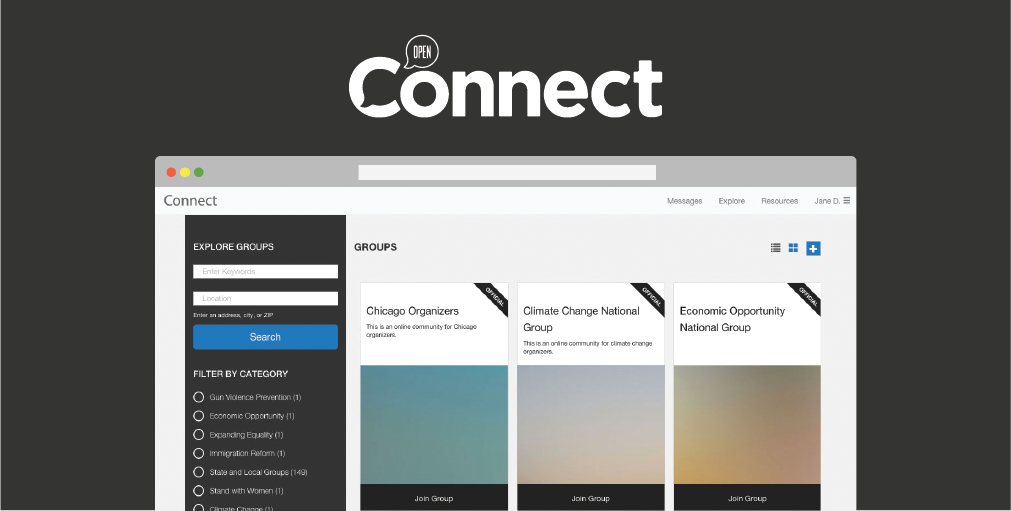 OPEN
Connect
Connect
Messages
Explore
Resources
Jane D.
EXPLORE GROUPS
Enter Keywords
Location
Enter an address, city, or ZIP
Search
FILTER BY CATEGORY
Gun Violence Prevention (1)
Economic Opportunity (1)
Expanding Equality (1)
Immigration Reform (1)
State and Local Groups (149)
Stand with Women (1)
Climate Change (1)
GROUPS
OFFICIAL
Chicago Organizers
This is an online community for Chicago
organizers.
Join Group
OFFICIAL
Climate Change National
Group
This is an online community for climate change
organizers.
Join Group
OFFICIAL
Economic Opportunity
National Group
Join Group